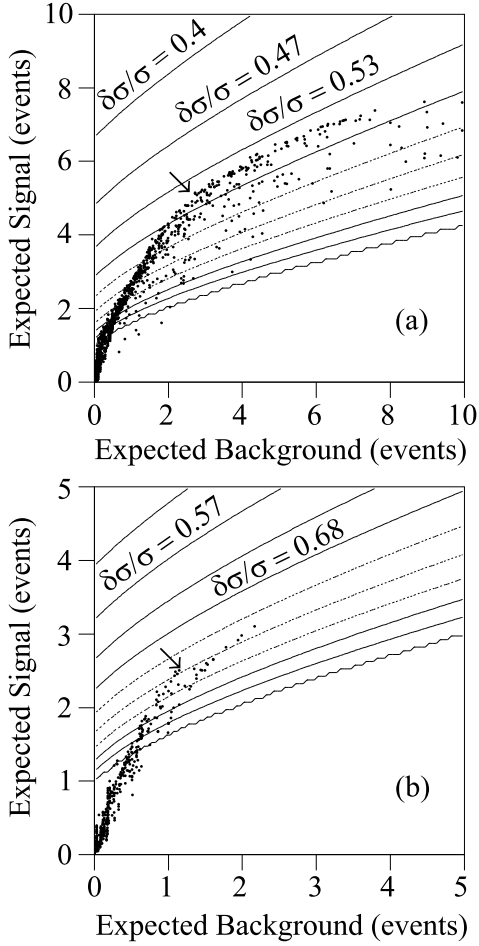 10
8
6
4
2
0
Expected Signal (events)
δσ/σ = 0.4
δσ/σ = 0.47
δσ/σ = 0.53
(a)
0 2 4 6 8 10
Expected Background (events)
5
4
3
2
1
0
Expected Signal (events)
δσ/σ = 0.57
δσ/σ = 0.68
(b)
0 1 2 3 4 5
Expected Background (events)